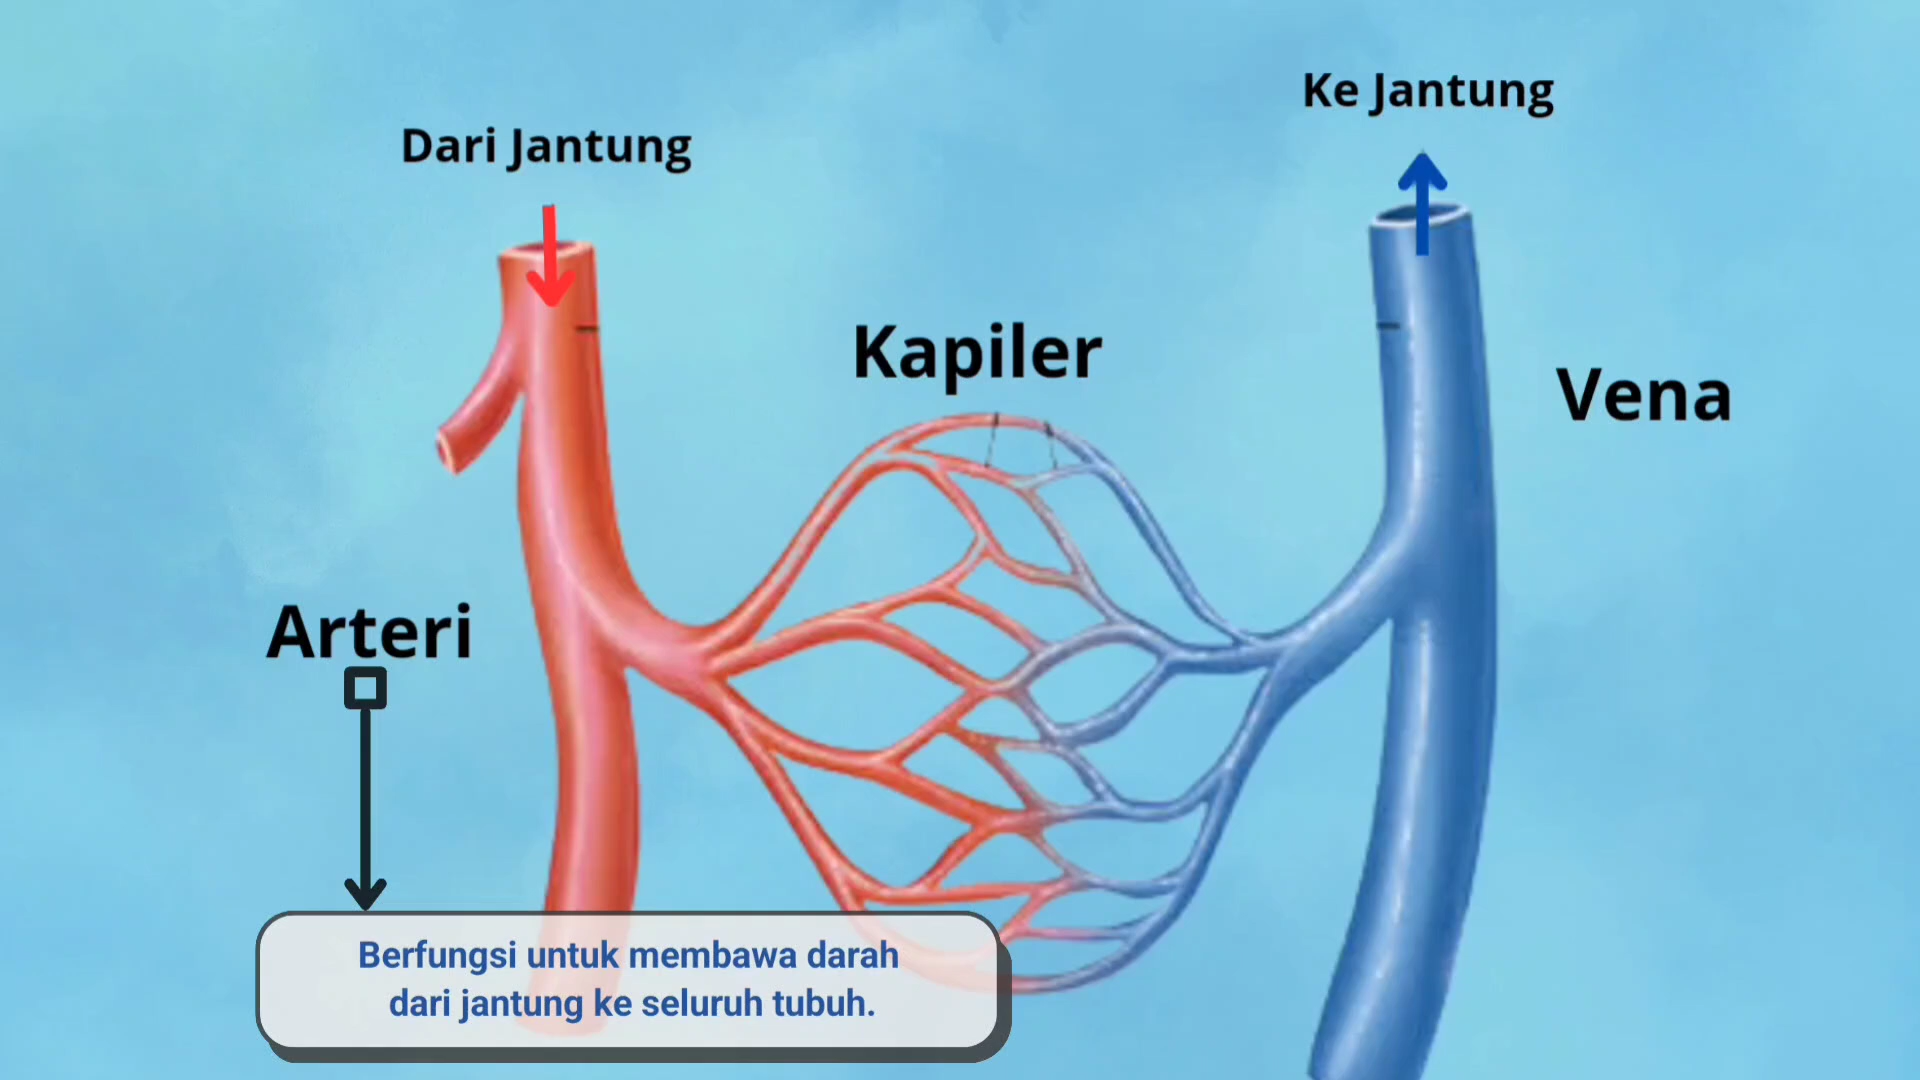 Ke Jantung
Dari Jantung
Kapiler
Vena
Arteri
Berfungsi untuk membawa darah
dari jantung ke seluruh tubuh.